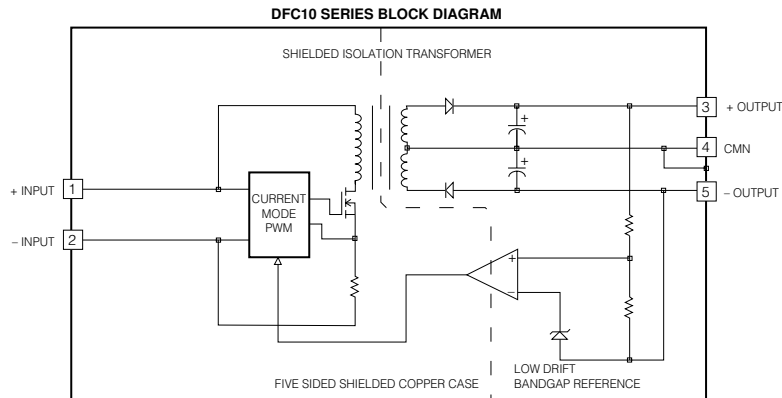 DFC10 SERIES BLOCK DIAGRAM
SHIELDED ISOLATION TRANSFORMER
3 + OUTPUT
4 CMN
5 – OUTPUT
+ INPUT 1
– INPUT 2
CURRENT
MODE
PWM
+
+
+
–
FIVE SIDED SHIELDED COPPER CASE
LOW DRIFT
BANDGAP REFERENCE